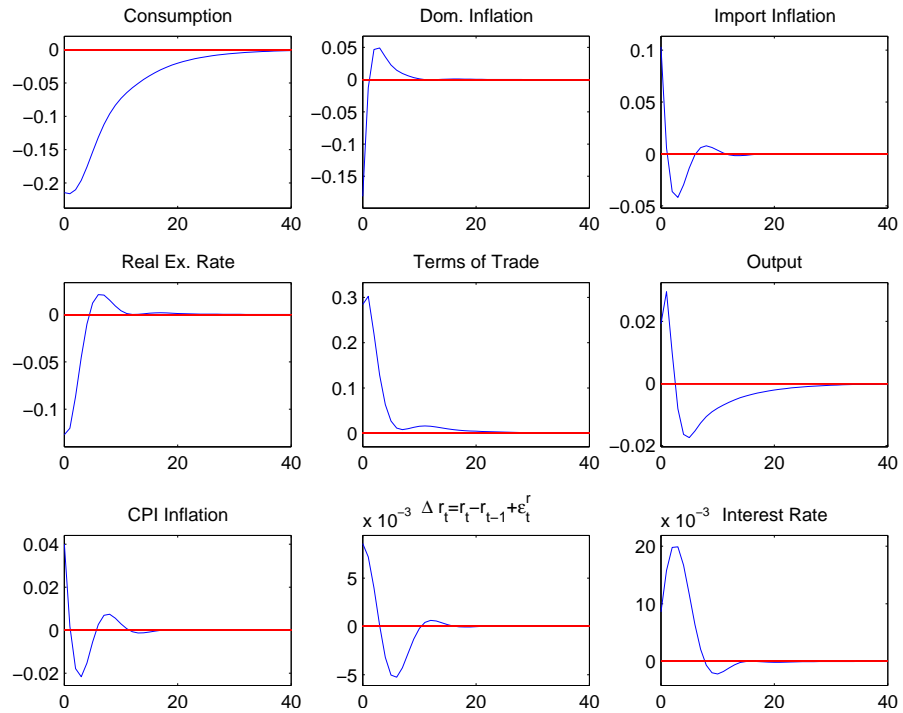 Consumption
0
−0.05
−0.1
−0.15
−0.2
0 20 40
Dom. Inflation
0.05
0
−0.05
−0.1
−0.15
0 20 40
Import Inflation
0.1
0.05
0
−0.05
0 20 40
Real Ex. Rate
0
−0.05
−0.1
0 20 40
Terms of Trade
0.3
0.2
0.1
0
0 20 40
Output
0.02
0
−0.02
0 20 40
CPI Inflation
0.04
0.02
0
−0.02
0 20 40
x 10⁻³ Δ rₜ=rₜ−rₜ₋₁+εₜʳ
5
0
−5
0 20 40
x 10⁻³ Interest Rate
20
10
0
0 20 40